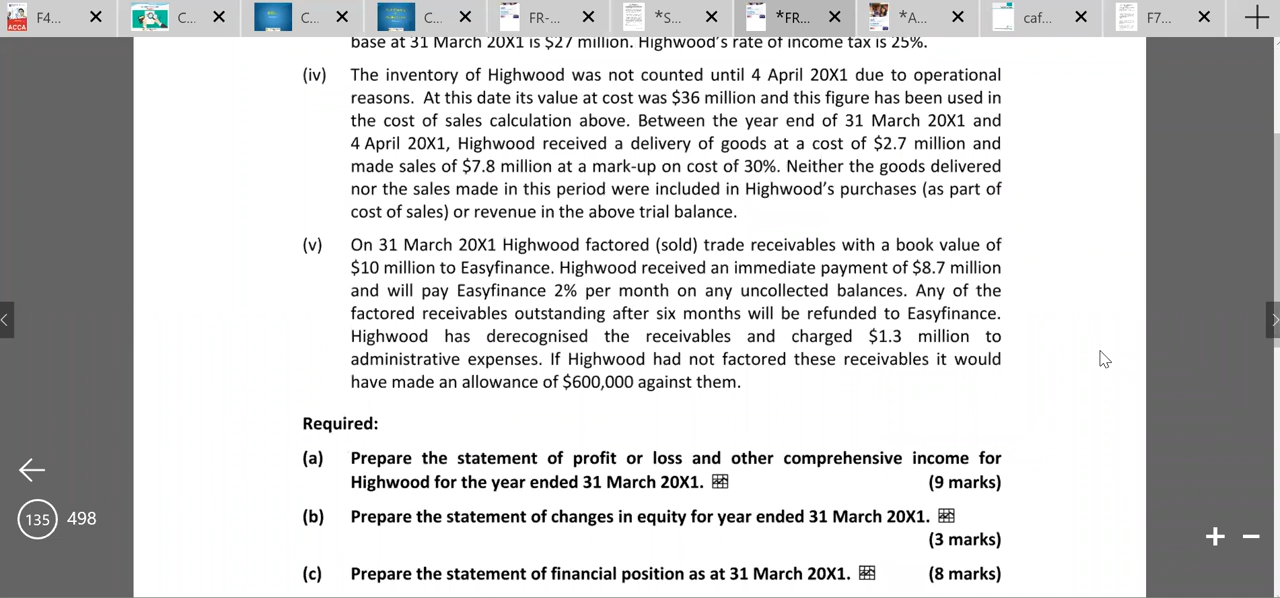 F4...
C...
C...
C...
FR-...
*S...
*FR...
*A...
caf...
F7...
ACCA
base at 31 March 20X1 is $27 million. Highwood's rate of income tax is 25%.
(iv) The inventory of Highwood was not counted until 4 April 20X1 due to operational
reasons. At this date its value at cost was $36 million and this figure has been used in
the cost of sales calculation above. Between the year end of 31 March 20X1 and
4 April 20X1, Highwood received a delivery of goods at a cost of $2.7 million and
made sales of $7.8 million at a mark-up on cost of 30%. Neither the goods delivered
nor the sales made in this period were included in Highwood's purchases (as part of
cost of sales) or revenue in the above trial balance.
(v) On 31 March 20X1 Highwood factored (sold) trade receivables with a book value of
$10 million to Easyfinance. Highwood received an immediate payment of $8.7 million
and will pay Easyfinance 2% per month on any uncollected balances. Any of the
factored receivables outstanding after six months will be refunded to Easyfinance.
Highwood has derecognised the receivables and charged $1.3 million to
administrative expenses. If Highwood had not factored these receivables it would
have made an allowance of $600,000 against them.
Required:
(a) Prepare the statement of profit or loss and other comprehensive income for
Highwood for the year ended 31 March 20X1. (9 marks)
(b) Prepare the statement of changes in equity for year ended 31 March 20X1.
(3 marks)
(c) Prepare the statement of financial position as at 31 March 20X1. (8 marks)
135 498